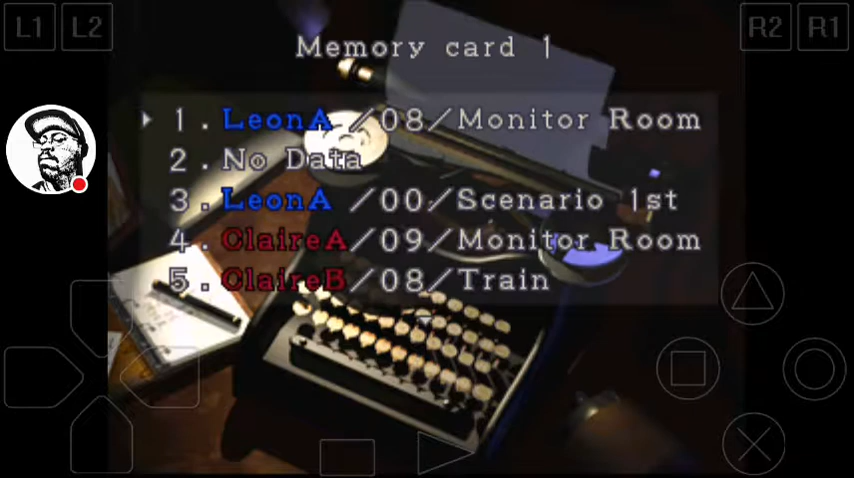 L1 L2 R2 R1
Memory card 1
1. LeonA /08/Monitor Room
2. No Data
3. LeonA /00/Scenario 1st
4. ClaireA/09/Monitor Room
5. ClaireB/08/Train